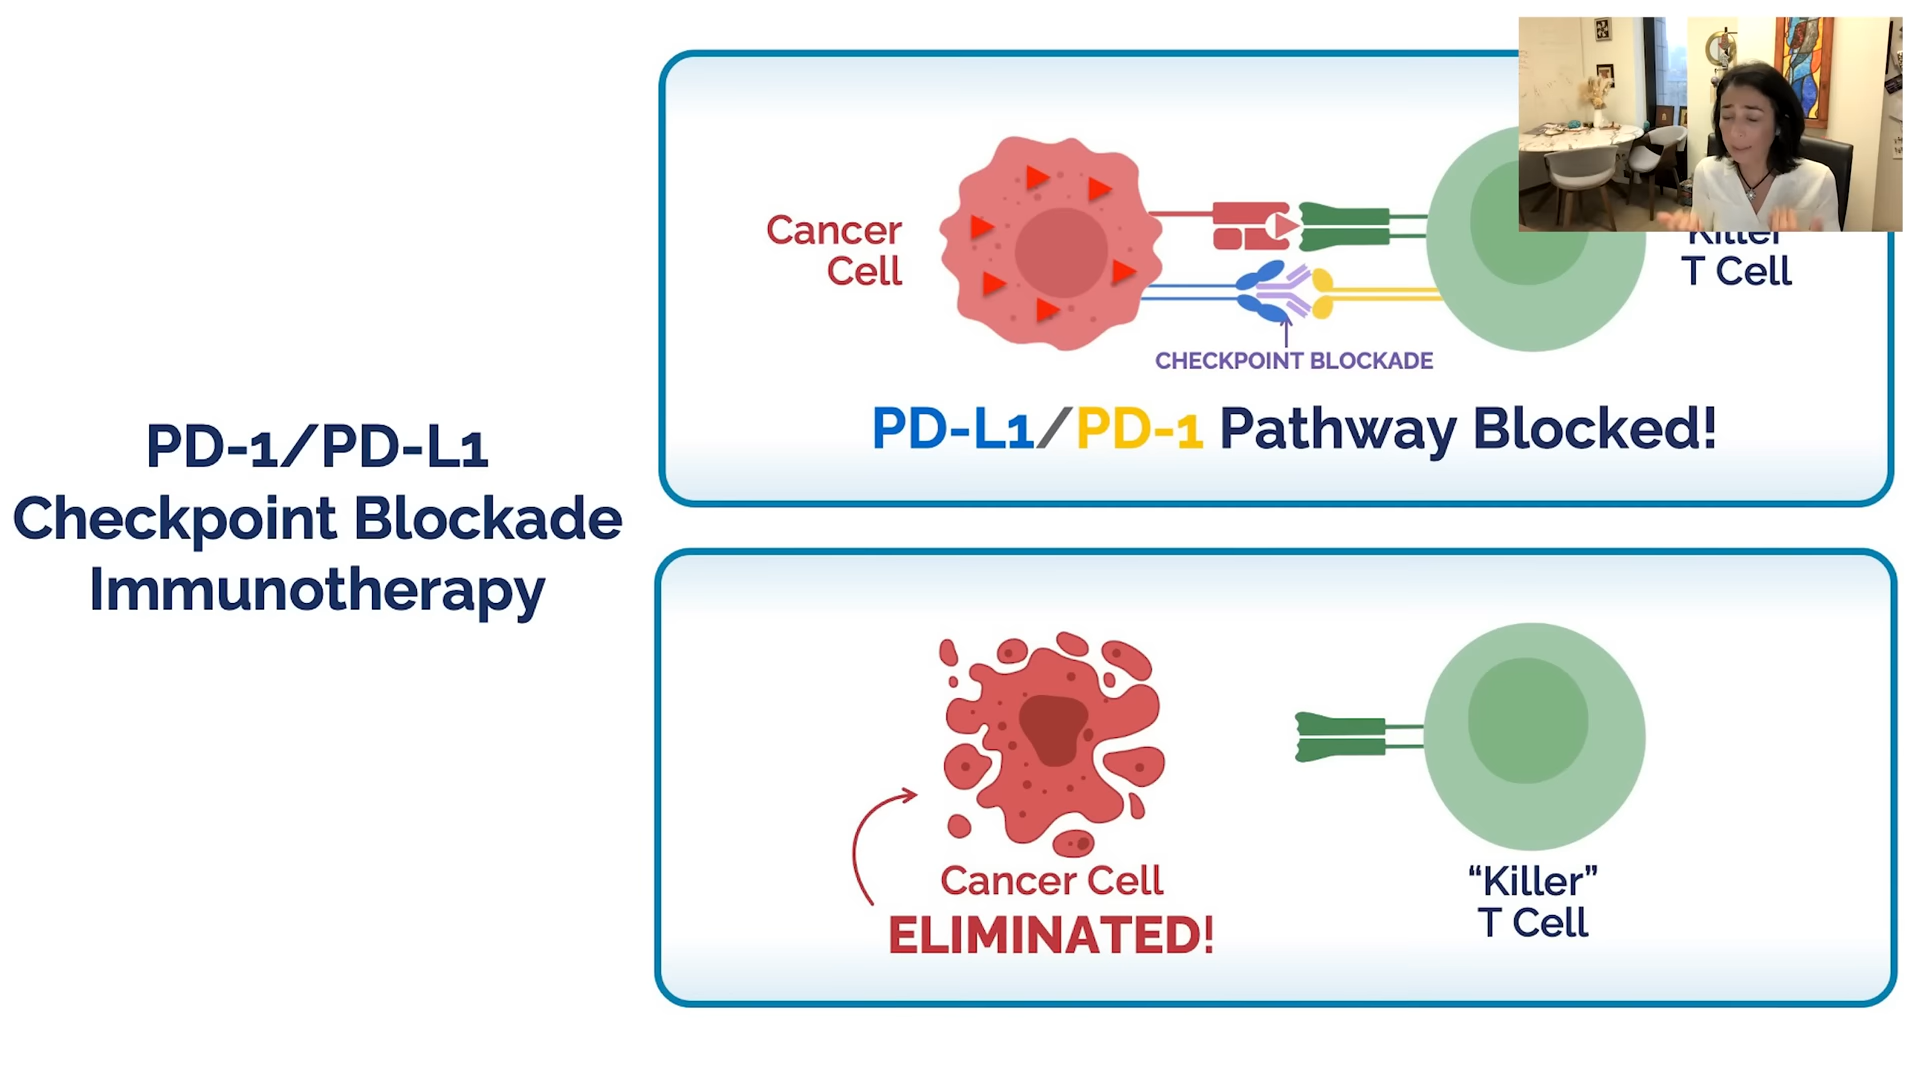 PD-1/PD-L1
Checkpoint Blockade
Immunotherapy
Cancer
Cell
Killer
T Cell
CHECKPOINT BLOCKADE
PD-L1/PD-1 Pathway Blocked!
Cancer Cell
ELIMINATED!
“Killer”
T Cell